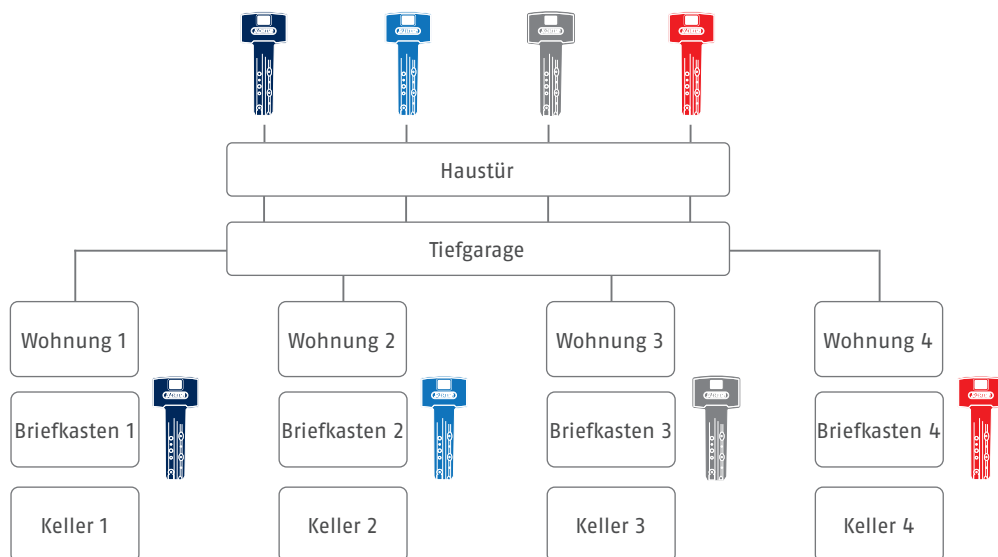 Haustür
Tiefgarage
Wohnung 1
Wohnung 2
Wohnung 3
Wohnung 4
Briefkasten 1
Briefkasten 2
Briefkasten 3
Briefkasten 4
Keller 1
Keller 2
Keller 3
Keller 4